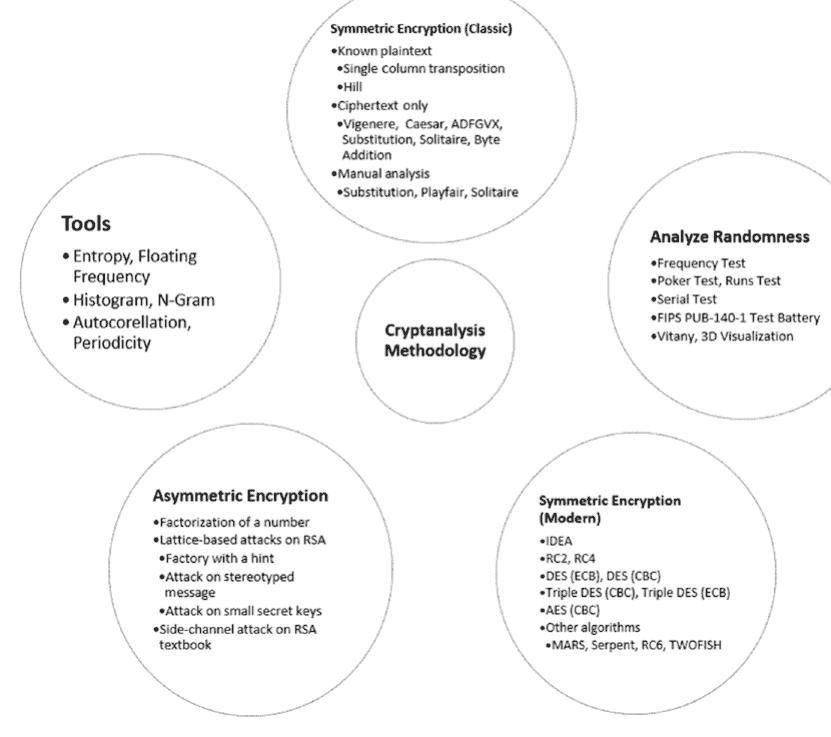 Symmetric Encryption (Classic)
•Known plaintext
•Single column transposition
•Hill
•Ciphertext only
•Vigenere, Caesar, ADFGVX,
Substitution, Solitaire, Byte
Addition
•Manual analysis
•Substitution, Playfair, Solitaire
Tools
• Entropy, Floating
Frequency
• Histogram, N-Gram
• Autocorellation,
Periodicity
Analyze Randomness
•Frequency Test
•Poker Test, Runs Test
•Serial Test
•FIPS PUB-140-1 Test Battery
•Vitany, 3D Visualization
Cryptanalysis
Methodology
Asymmetric Encryption
•Factorization of a number
•Lattice-based attacks on RSA
•Factory with a hint
•Attack on stereotyped
message
•Attack on small secret keys
•Side-channel attack on RSA
textbook
Symmetric Encryption
(Modern)
•IDEA
•RC2, RC4
•DES (ECB), DES (CBC)
•Triple DES (CBC), Triple DES (ECB)
•AES (CBC)
•Other algorithms
•MARS, Serpent, RC6, TWOFISH